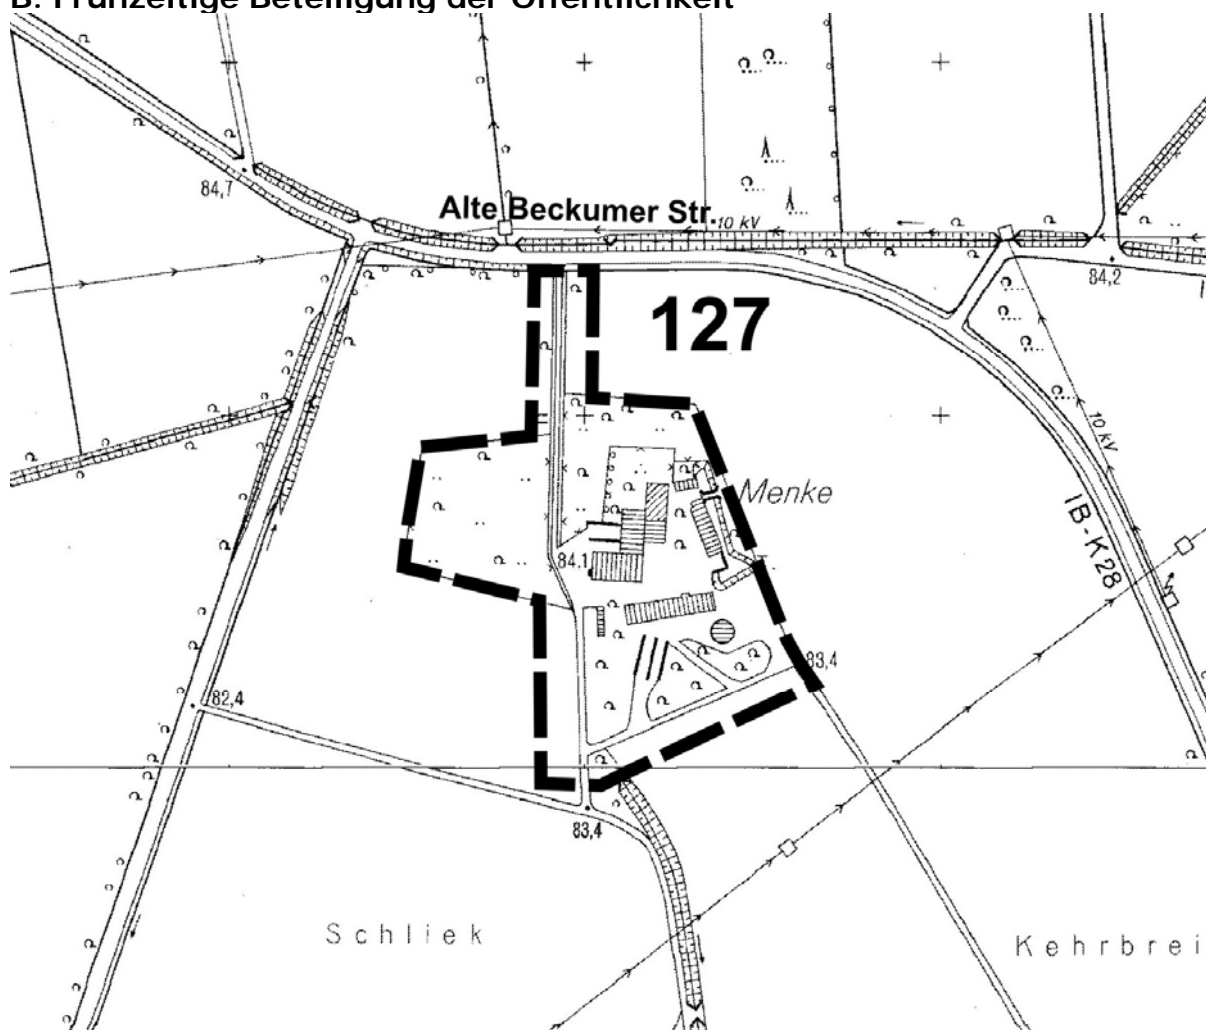 B. Frühzeitige Beteiligung der Öffentlichkeit
84,7
Alte Beckumer Str.
10 kV
84,2
127
10 kV
Menke
IB-K28
84,1
83,4
82,4
83,4
Schliek
Kehrbrei